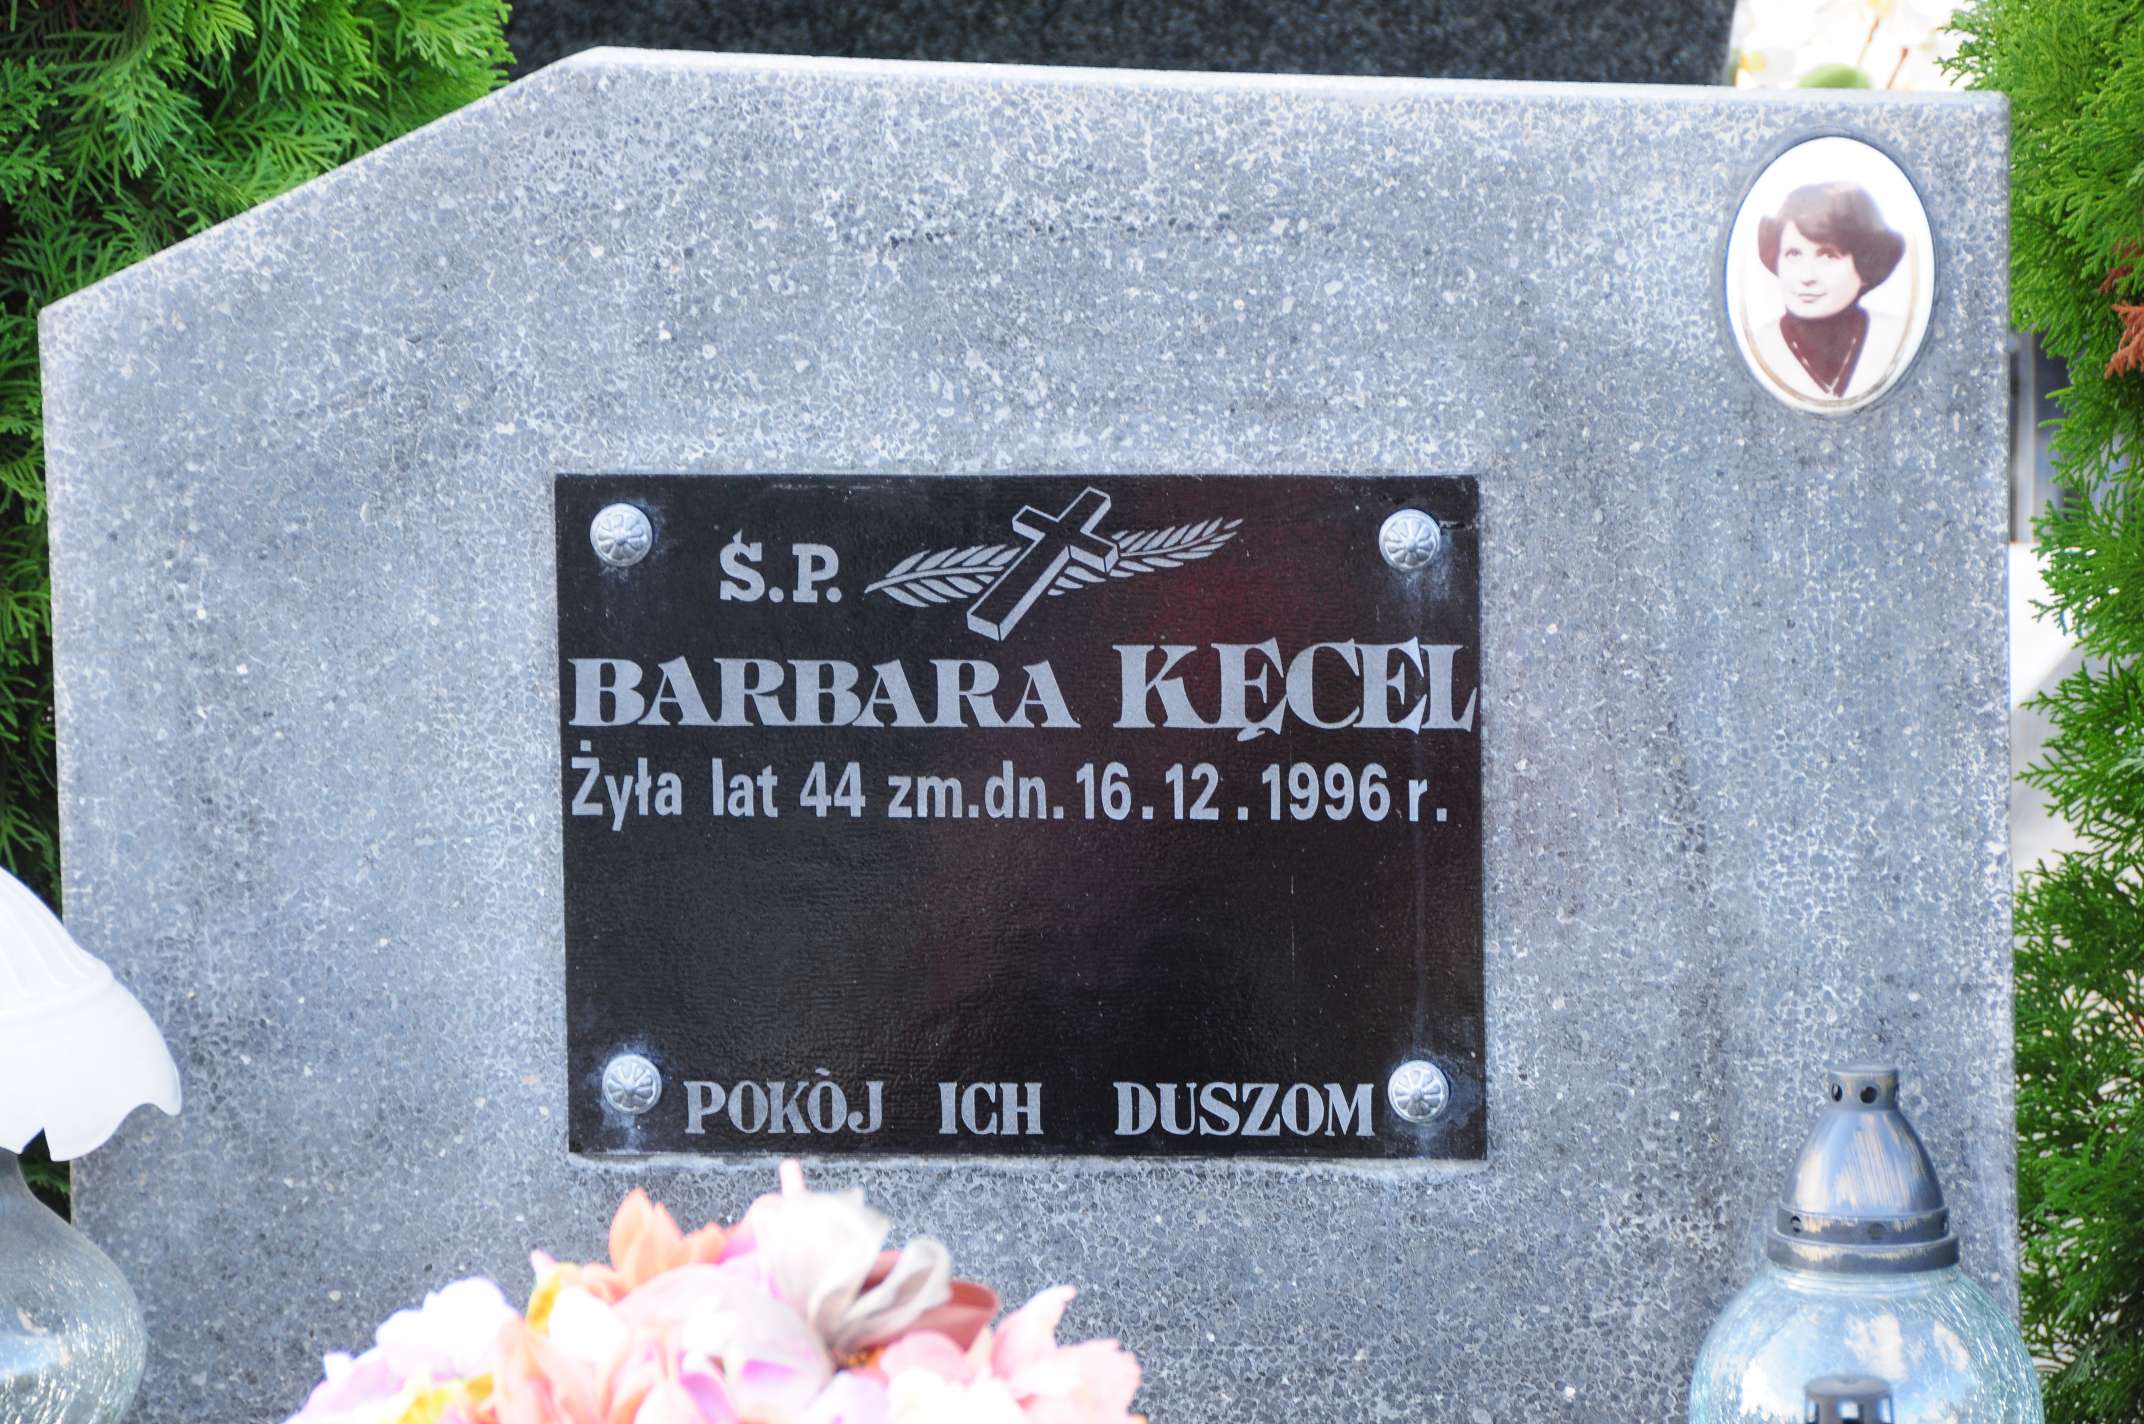 Ś.P.
BARBARA KĘCEL
Żyła lat 44 zm.dn. 16.12.1996 r.
POKÒJ ICH DUSZOM